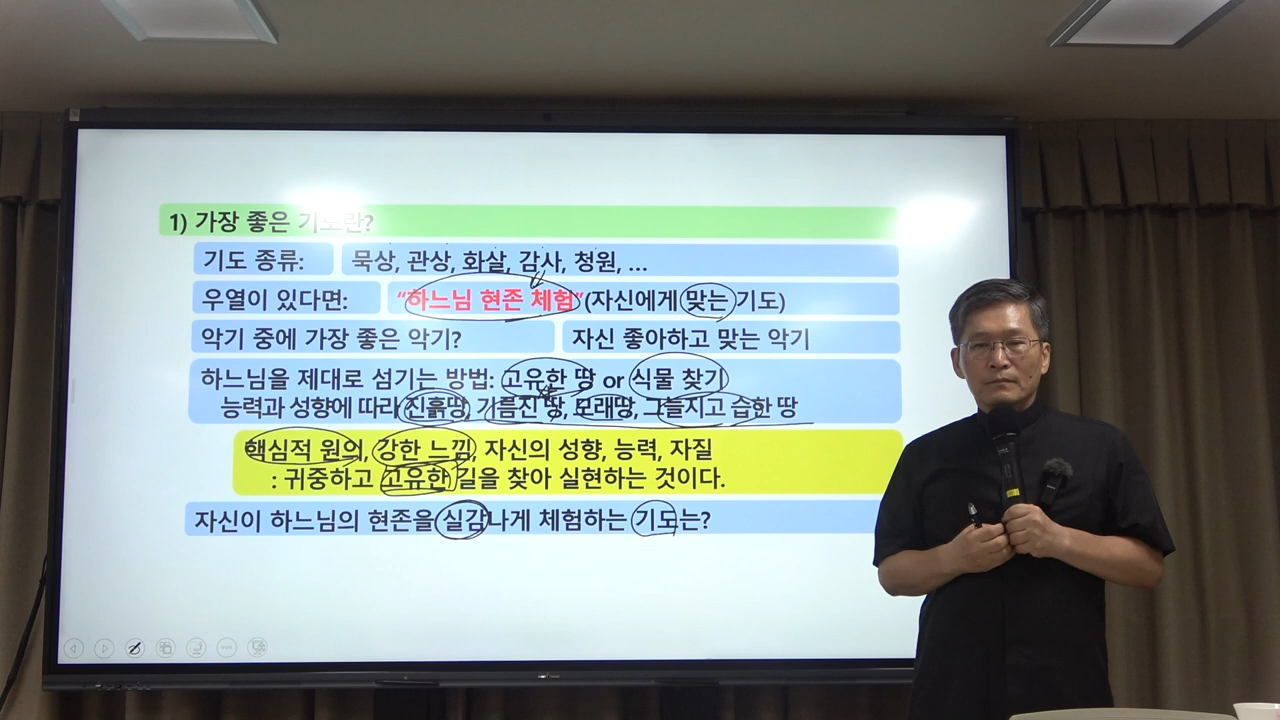 1) 가장 좋은 기도란?
기도 종류: 묵상, 관상, 화살, 감사, 청원, ...
우열이 있다면: “하느님 현존 체험”(자신에게 맞는 기도)
악기 중에 가장 좋은 악기? 자신 좋아하고 맞는 악기
하느님을 제대로 섬기는 방법: 고유한 땅 or 식물 찾기
능력과 성향에 따라 진흙땅, 기름진 땅, 모래땅, 그늘지고 습한 땅
핵심적 원의, 강한 느낌, 자신의 성향, 능력, 자질
: 귀중하고 고유한 길을 찾아 실현하는 것이다.
자신이 하느님의 현존을 실감나게 체험하는 기도는?